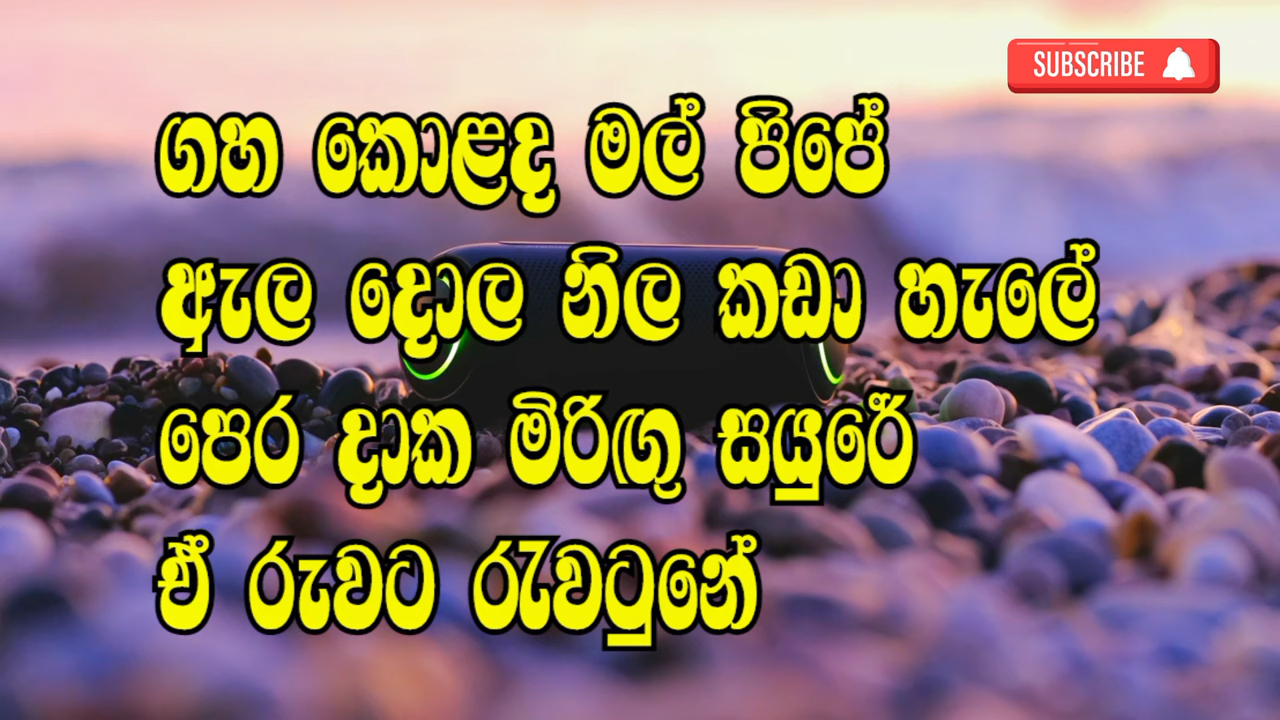 SUBSCRIBE
ගහ කොළද මල් පිපේ
ඇල දොල නිල කඩා හැලේ
පෙර දාක මිරිඟු සයුරේ
ඒ රුවට රැවටුනේ